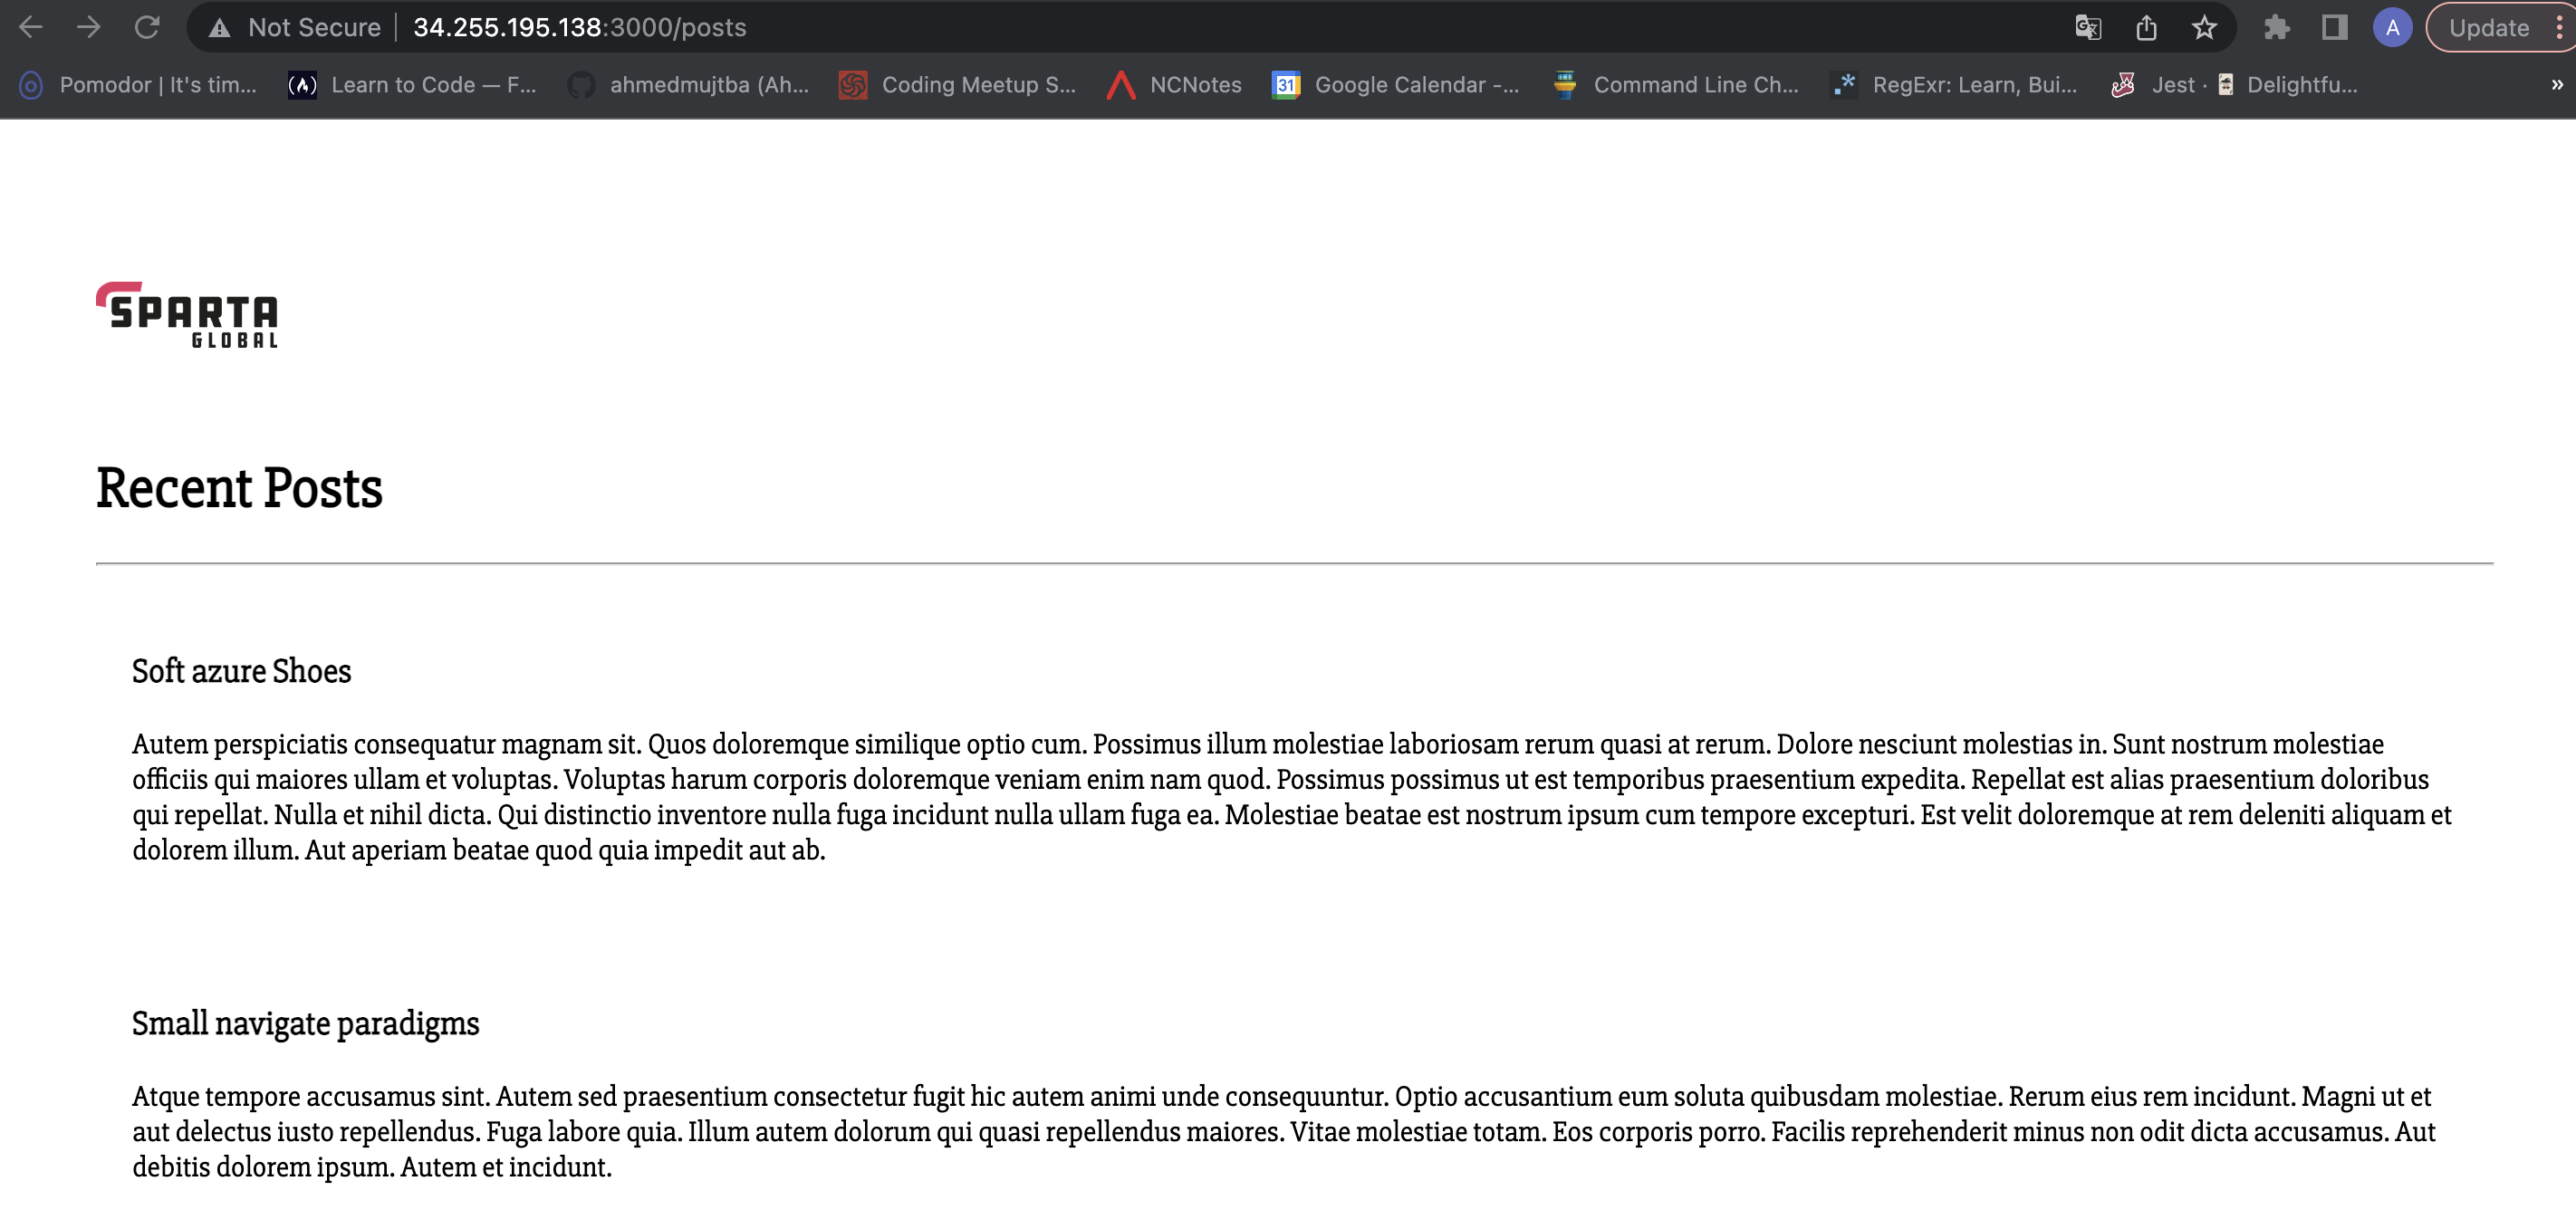 Not Secure 34.255.195.138:3000/posts A Update
Pomodor | It's tim... Learn to Code — F... ahmedmujtba (Ah... Coding Meetup S... NCNotes 31 Google Calendar -... Command Line Ch... .* RegExr: Learn, Bui... Jest · Delightfu... »
SPARTA
GLOBAL
Recent Posts
Soft azure Shoes
Autem perspiciatis consequatur magnam sit. Quos doloremque similique optio cum. Possimus illum molestiae laboriosam rerum quasi at rerum. Dolore nesciunt molestias in. Sunt nostrum molestiae
officiis qui maiores ullam et voluptas. Voluptas harum corporis doloremque veniam enim nam quod. Possimus possimus ut est temporibus praesentium expedita. Repellat est alias praesentium doloribus
qui repellat. Nulla et nihil dicta. Qui distinctio inventore nulla fuga incidunt nulla ullam fuga ea. Molestiae beatae est nostrum ipsum cum tempore excepturi. Est velit doloremque at rem deleniti aliquam et
dolorem illum. Aut aperiam beatae quod quia impedit aut ab.
Small navigate paradigms
Atque tempore accusamus sint. Autem sed praesentium consectetur fugit hic autem animi unde consequuntur. Optio accusantium eum soluta quibusdam molestiae. Rerum eius rem incidunt. Magni ut et
aut delectus iusto repellendus. Fuga labore quia. Illum autem dolorum qui quasi repellendus maiores. Vitae molestiae totam. Eos corporis porro. Facilis reprehenderit minus non odit dicta accusamus. Aut
debitis dolorem ipsum. Autem et incidunt.